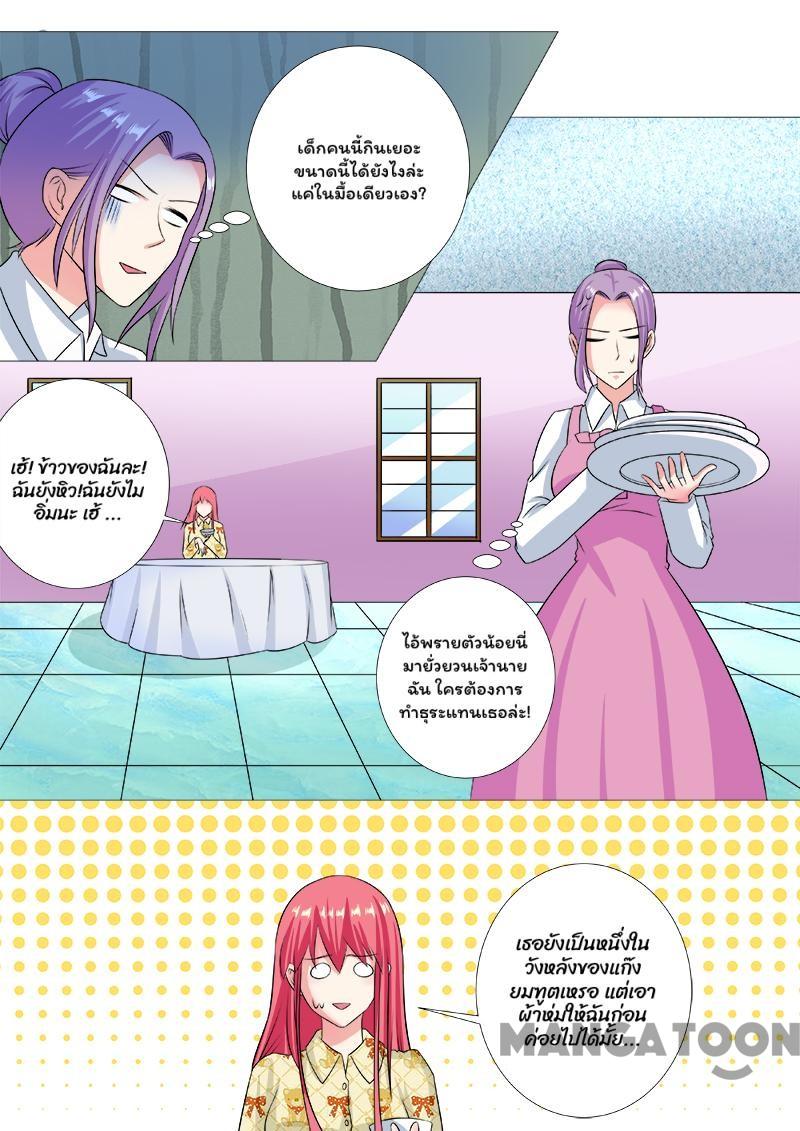 เด็กคนนี้กินเยอะ
ขนาดนี้ได้ยังไงล่ะ
แค่ในมื้อเดียวเอง?
เฮ้! ข้าวของฉันละ!
ฉันยังหิว!ฉันยังไม
อิ่มนะ เฮ้ ...
ไอ้พรายตัวน้อยนี่
มายั่วยวนเจ้านาย
ฉัน ใครต้องการ
ทำธุระแทนเธอล่ะ!
เธอยังเป็นหนึ่งใน
วังหลังของแก๊ง
ยมฑูตเหรอ แต่เอา
ผ้าห่มให้ฉันก่อน
ค่อยไปได้มั้ย...
MANGATOON